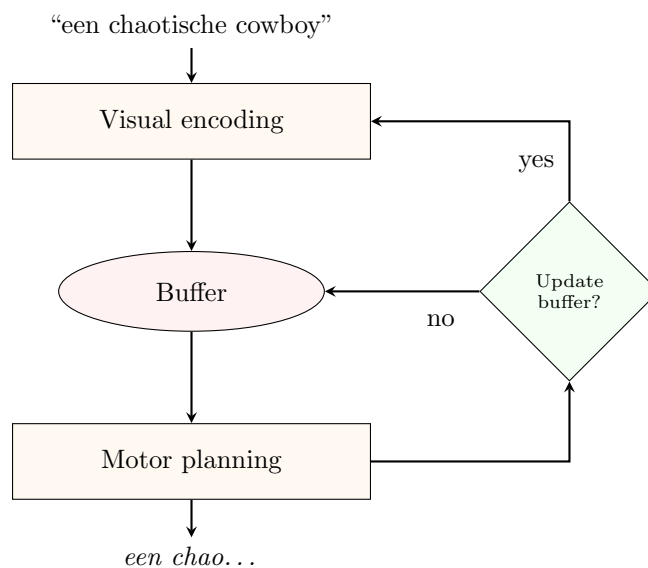 “een chaotische cowboy”
Visual encoding
yes
Update
buffer?
Buffer
no
Motor planning
een chao...